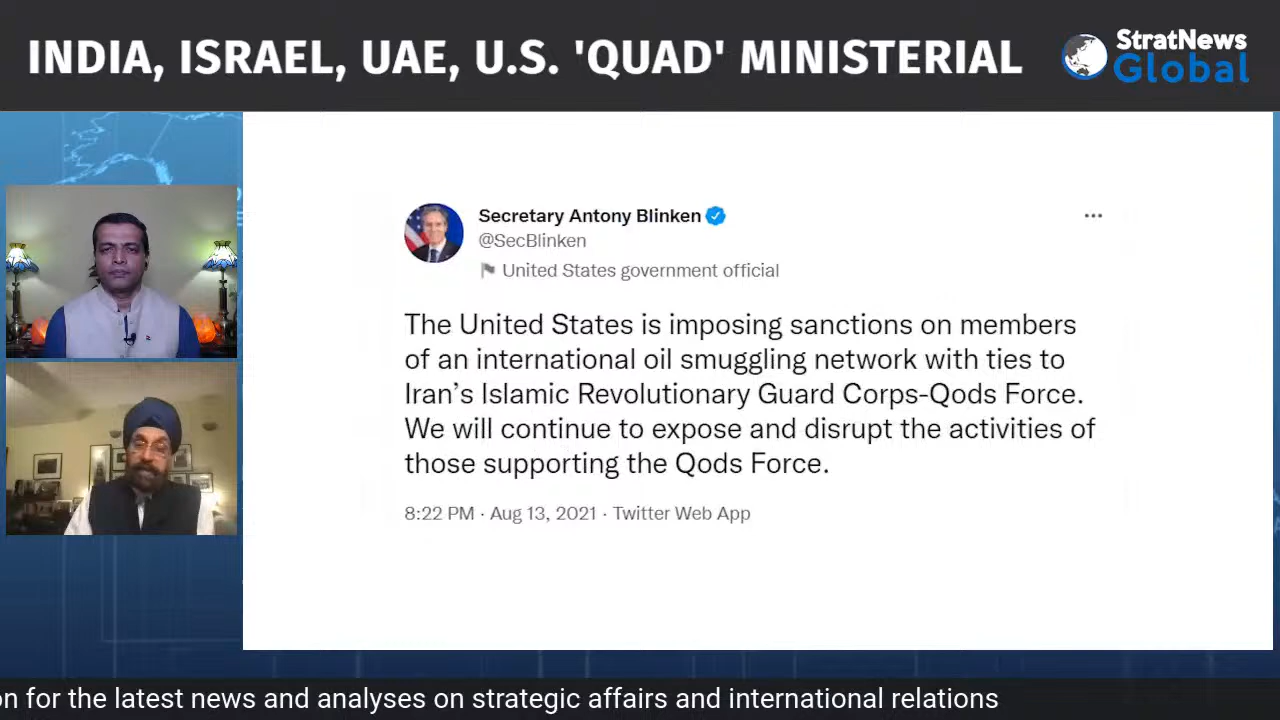 INDIA, ISRAEL, UAE, U.S. 'QUAD' MINISTERIAL
StratNews
Global
Secretary Antony Blinken
@SecBlinken
United States government official
The United States is imposing sanctions on members
of an international oil smuggling network with ties to
Iran’s Islamic Revolutionary Guard Corps-Qods Force.
We will continue to expose and disrupt the activities of
those supporting the Qods Force.
8:22 PM · Aug 13, 2021 · Twitter Web App
for the latest news and analyses on strategic affairs and international relations